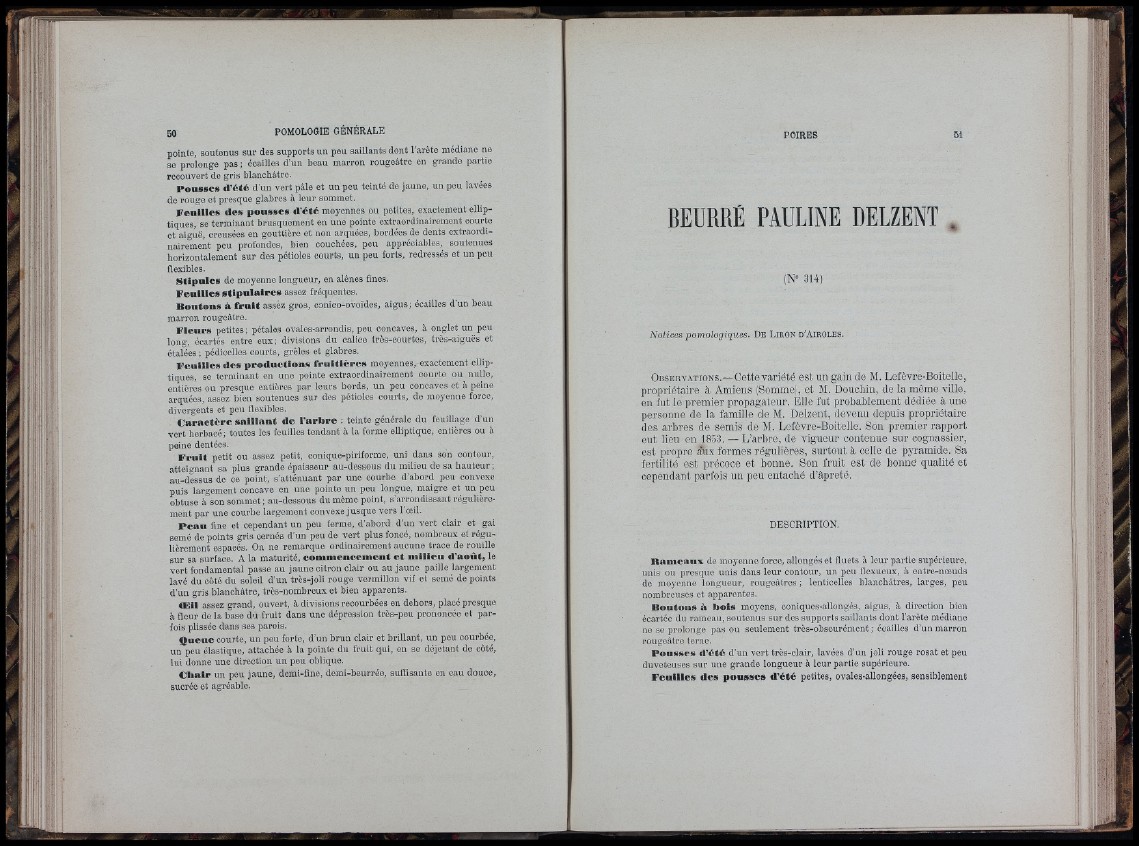 50 POMOLOGIE GÉNÉRALE
pointe, soutenus sur des supports un peu saillants dont l'arête médiane ne
se prolonge pas ; écailles d'un beau marron rougeâtre en grande partie
recouvert de gris blanchâtre.
Pousses d'été d'un vert pâle et un peu teinté de jaune, un peu lavées
de rouge et presque glabres à leur sommet.
Feuilles des pousses d'été moyennes ou petites, exactement ellip-
tiques, se terminant brusquement en une pointe extraordinairement courte
et aiguë, creusées en gouttière et non arquées, bordées de dents extraordi-
nairement peu profondes, bien couchées, peu appréciables, soutenues
horizontalement sur des pétioles courts, un peu forts, redressés et un peu
flexibles.
Stipules de moyenne longueur, en alènes fines.
Feuilles stipulaires assez fréquentes.
Boutons à fruit assez gros, conico-ovoïdes, aigus ; écailles d'un beau
marron rougeâtre.
Fleurs petites ; pétales ovales-arrondis, peu concaves, à onglet un peu
long, écartés entre eux ; divisions du calice très-courtes, très-aiguës et
étalées ; pédicelles courts, grêles et glabres.
Feuilles des productions fruitières moyennes, exactement ellip-
tiques, se terminant en une pointe extraordinairement courte ou nulle,
entières ou presque entières par leurs bords, un peu concaves et à peine
arquées, assez bien soutenues sur des pétioles courts, de moyenne force,
divergents et peu flexibles.
Caractère saillant de l'arbre : teinte générale du feuillage d'un
vert herbacé ; toutes les feuilles tendant à la forme elliptique, entières ou à
peine dentées.
Fruit petit ou assez petit, conique-piriforme, uni dans son contour,
atteignant sa plus grande épaisseur au-dessous du milieu de sa hauteur ;
au-dessus de ce point, s'atténuant par une courbe d'abord peu convexe
puis largement concave en une pointe un peu longue, maigre et un peu
obtuse à son sommet ; au-dessous du même point, s'arrondissant régulière-
ment par une courbe largement convexe jusque vers l'œil.
Peau fine et cependant un peu ferme, d'abord d'un vert clair et gai
semé de points gris cernés d'un peu de vert plus foncé, nombreux et régu-
lièrement espacés. On ne remarque ordinairement aucune trace de rouille
sur sa surface. A la maturité, commencement et milieu d'août, le
vert fondamental passe au jaune citron clair ou au jaune paille largement
lavé du côté du soleil d'un très-joli rouge vermillon vif et semé de points
d'un gris blanchâtre, très-nombreux et bien apparents.
Œil assez grand, ouvert, à divisions recourbées en dehors, placé presque
à fleur de la base du fruit dans une dépression très-peu prononcée et par-
fois plissée dans ses parois.
Queue courte, un peu forte, d'un brun clair et brillant, un peu courbée,
un peu élastique, attachée à la pointe du fruit qui, en se déjetant de côté,
lui donne une direction un peu oblique.
Chair un peu jaune, demi-fine, demi-beurrée, suffisante en eau douce,
sucrée et agréable.
POIRES 51
BEURRÉ PAULINE DELZENT
(N° 314)
Notices pomologiques. DE LIRON D'AIROLES.
OBSERVATIONS. — Cette variété est un gain de M. Lefèvre-Boitelle,
propriétaire à Amiens (Somme), et M. Douchin, de la même ville,
en fut le premier propagateur. Elle fut probablement dédiée à une
personne de la famille de M. Delzent, devenu depuis propriétaire
des arbres de semis de M. Lefèvre-Boitelle. Son premier rapport
eut lieu en 1853. — L'arbre, de vigueur contenue sur cognassier,
est propre aux formes régulières, surtout à celle de pyramide. Sa
fertilité est précoce et bonne. Son fruit est de bonne qualité et
cependant parfois un peu entaché d'âpreté.
DESCRIPTION.
Rameaux de moyenne force, allongés et fluets à leur partie supérieure,
unis ou presque unis dans leur contour, un peu flexueux, à entre-nœuds
de moyenne longueur, rougeâtres ; lenticelles blanchâtres, larges, peu
nombreuses et apparentes.
Boutons à bois moyens, coniques-allongés, aigus, à direction bien
écartée du rameau, soutenus sur des supports saillants dont l'arête médiane
ne se prolonge pas ou seulement très-obscurément ; écailles d'un marron
rougeâtre terne.
Pousses d'été d'un vert très-clair, lavées d'un joli rouge rosat et peu
duveteuses sur une grande longueur à leur partie supérieure.
Feuilles des pousses d'été petites, ovales-allongées, sensiblement